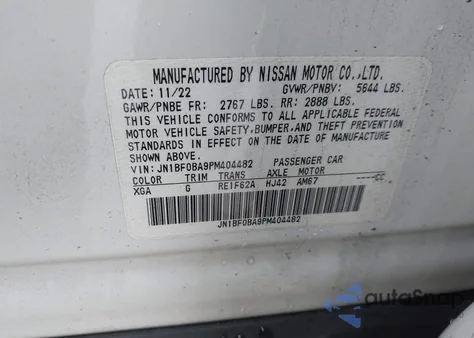 MANUFACTURED BY NISSAN MOTOR CO.,LTD.
DATE: 11/22 GVWR/PNBV: 5644 LBS.
GAWR/PNBE FR: 2767 LBS. RR: 2888 LBS.
THIS VEHICLE CONFORMS TO ALL APPLICABLE FEDERAL
MOTOR VEHICLE SAFETY, BUMPER, AND THEFT PREVENTION
STANDARDS IN EFFECT ON THE DATE OF MANUFACTURE
SHOWN ABOVE.
VIN: JN1BF0BA9PM404482 PASSENGER CAR
COLOR TRIM TRANS AXLE MOTOR
XGA G RE1F62A HJ42 AM67 -----CC
JN1BF0BA9PM404482
autoSnap